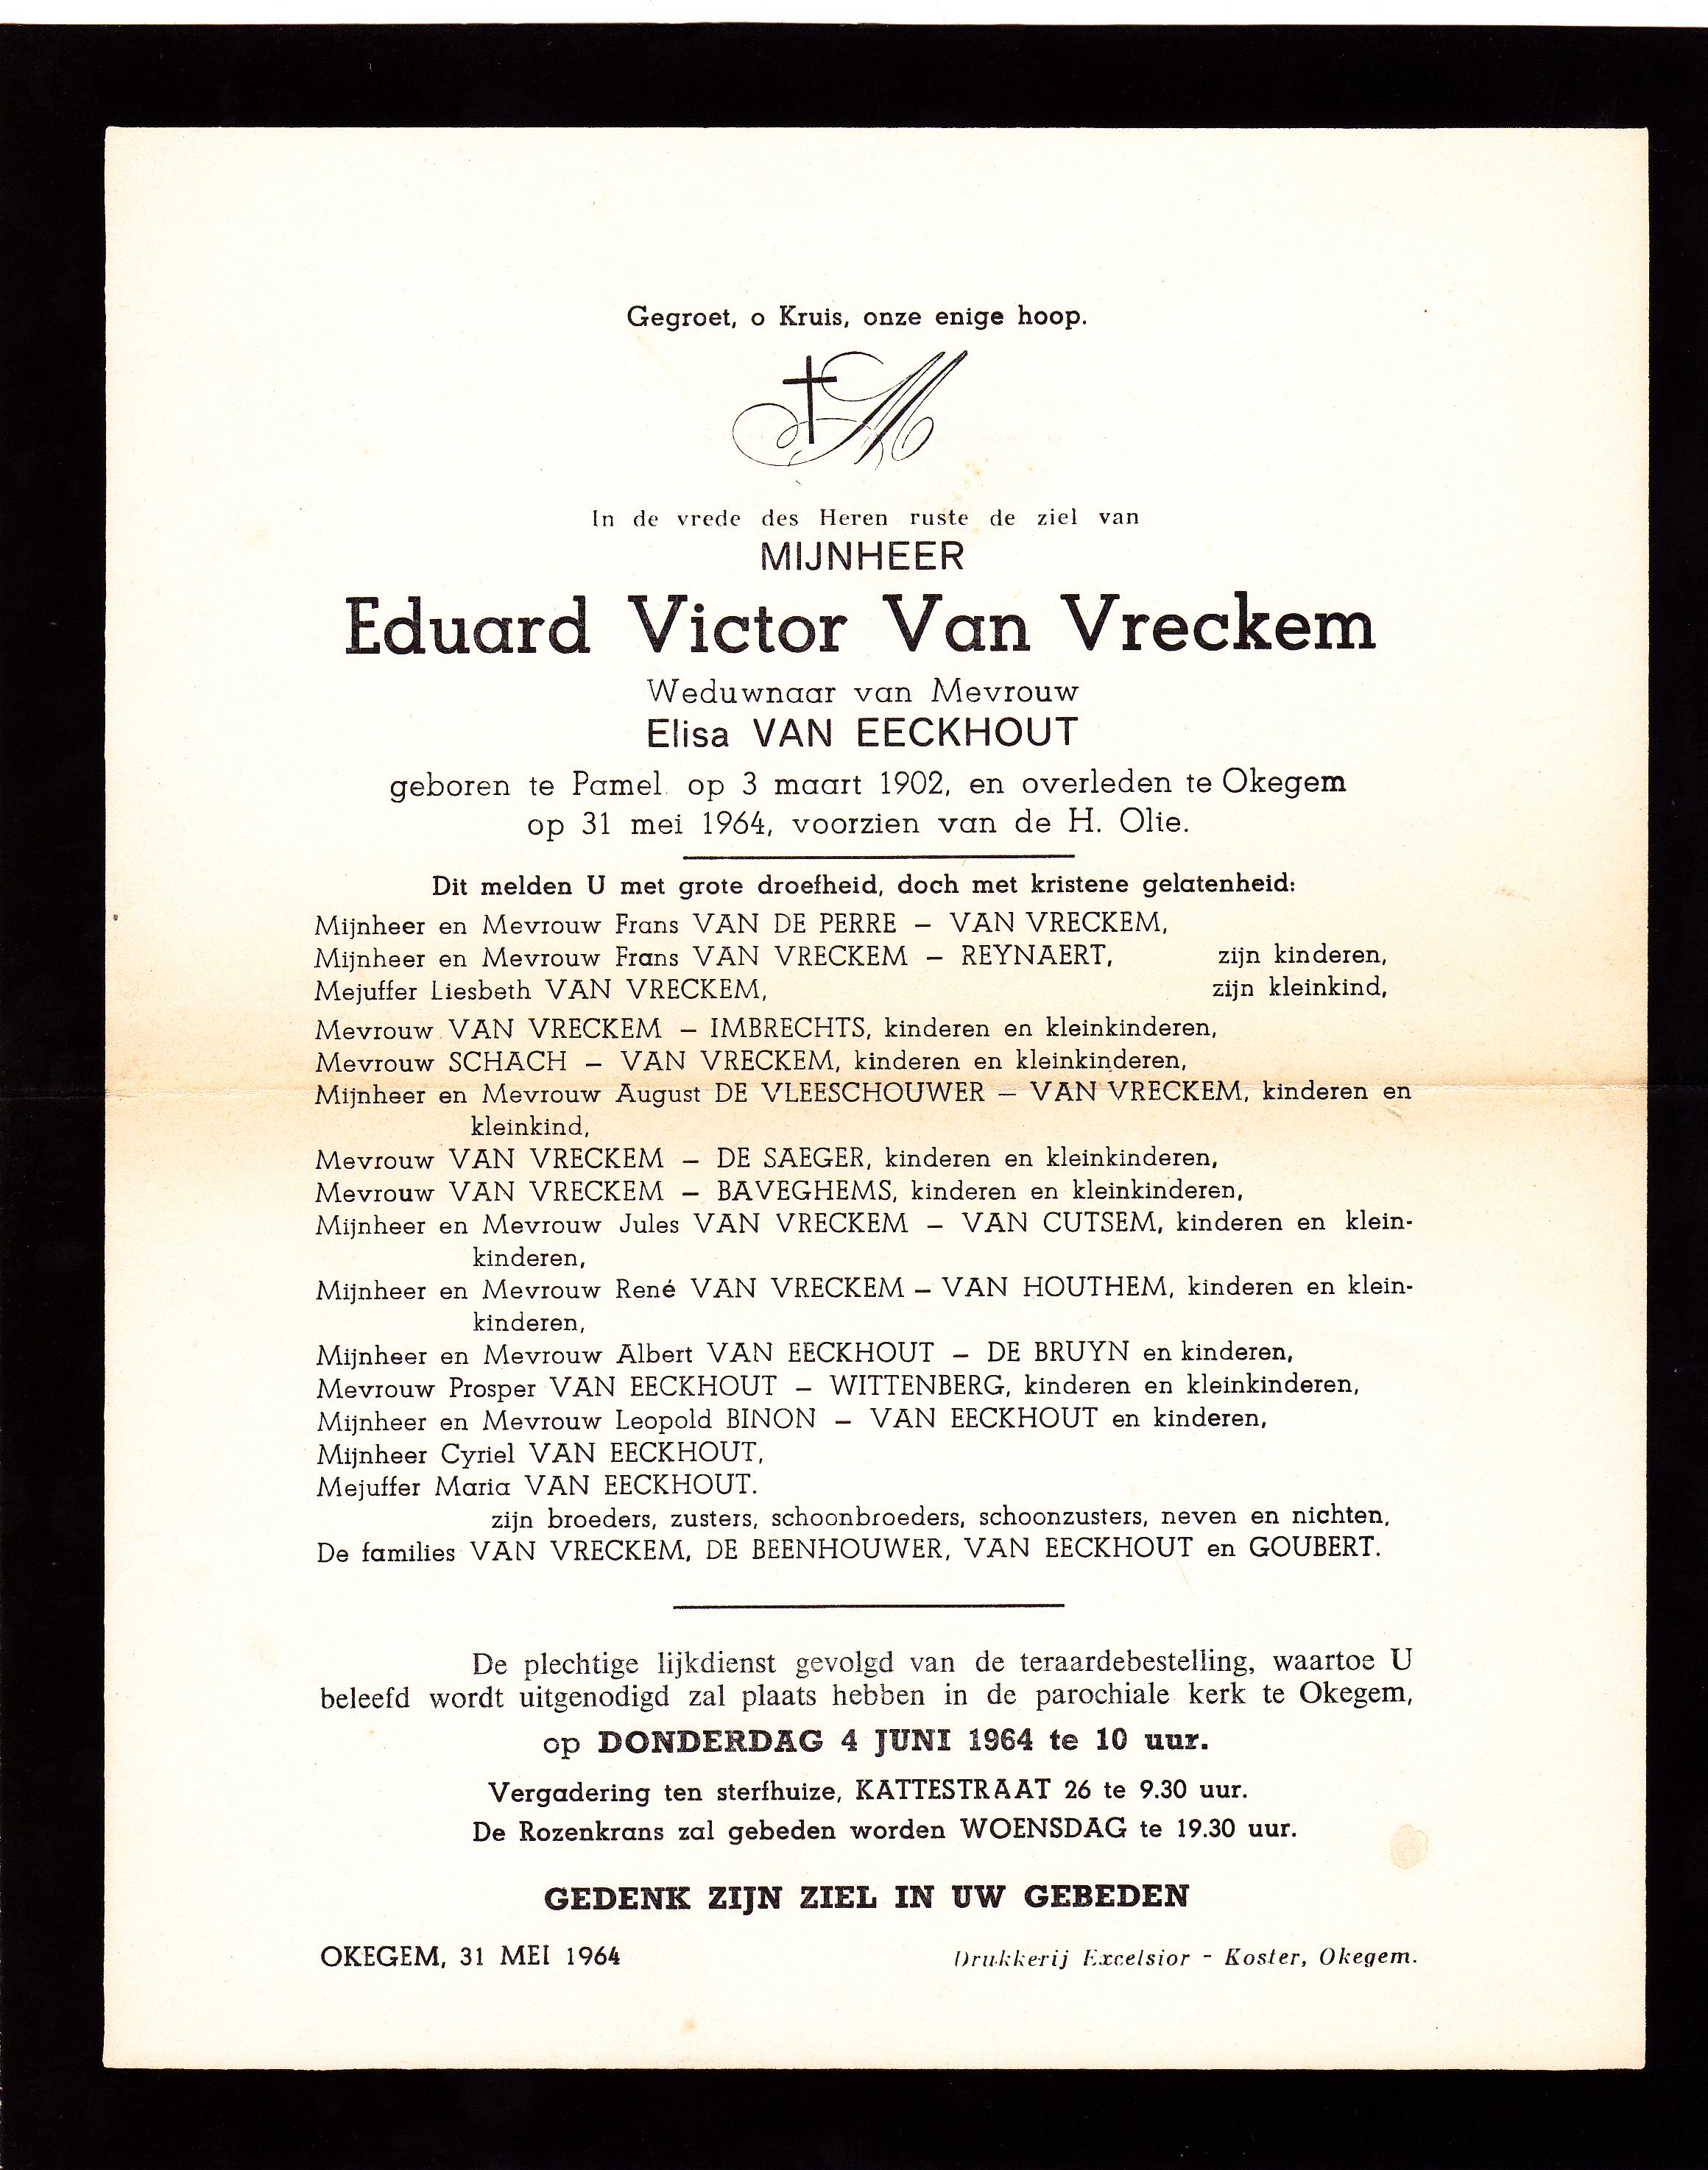 Gegroet, o Kruis, onze enige hoop.
M
In de vrede des Heren ruste de ziel van
MIJNHEER
Eduard Victor Van Vreckem
Weduwnaar van Mevrouw
Elisa VAN EECKHOUT
geboren te Pamel op 3 maart 1902, en overleden te Okegem
op 31 mei 1964, voorzien van de H. Olie.
Dit melden U met grote droefheid, doch met kristene gelatenheid:
Mijnheer en Mevrouw Frans VAN DE PERRE – VAN VRECKEM,
Mijnheer en Mevrouw Frans VAN VRECKEM – REYNAERT, zijn kinderen,
Mejuffer Liesbeth VAN VRECKEM, zijn kleinkind,
Mevrouw VAN VRECKEM – IMBRECHTS, kinderen en kleinkinderen,
Mevrouw SCHACH – VAN VRECKEM, kinderen en kleinkinderen,
Mijnheer en Mevrouw August DE VLEESCHOUWER – VAN VRECKEM, kinderen en
kleinkind,
Mevrouw VAN VRECKEM – DE SAEGER, kinderen en kleinkinderen,
Mevrouw VAN VRECKEM – BAVEGHEMS, kinderen en kleinkinderen,
Mijnheer en Mevrouw Jules VAN VRECKEM – VAN CUTSEM, kinderen en klein-
kinderen,
Mijnheer en Mevrouw René VAN VRECKEM – VAN HOUTHEM, kinderen en klein-
kinderen,
Mijnheer en Mevrouw Albert VAN EECKHOUT – DE BRUYN en kinderen,
Mevrouw Prosper VAN EECKHOUT – WITTENBERG, kinderen en kleinkinderen,
Mijnheer en Mevrouw Leopold BINON – VAN EECKHOUT en kinderen,
Mijnheer Cyriel VAN EECKHOUT,
Mejuffer Maria VAN EECKHOUT.
zijn broeders, zusters, schoonbroeders, schoonzusters, neven en nichten,
De families VAN VRECKEM, DE BEENHOUWER, VAN EECKHOUT en GOUBERT.
De plechtige lijkdienst gevolgd van de teraardebestelling, waartoe U
beleefd wordt uitgenodigd zal plaats hebben in de parochiale kerk te Okegem,
op DONDERDAG 4 JUNI 1964 te 10 uur.
Vergadering ten sterfhuize, KATTESTRAAT 26 te 9.30 uur.
De Rozenkrans zal gebeden worden WOENSDAG te 19.30 uur.
GEDENK ZIJN ZIEL IN UW GEBEDEN
OKEGEM, 31 MEI 1964 Drukkerij Excelsior - Koster, Okegem.